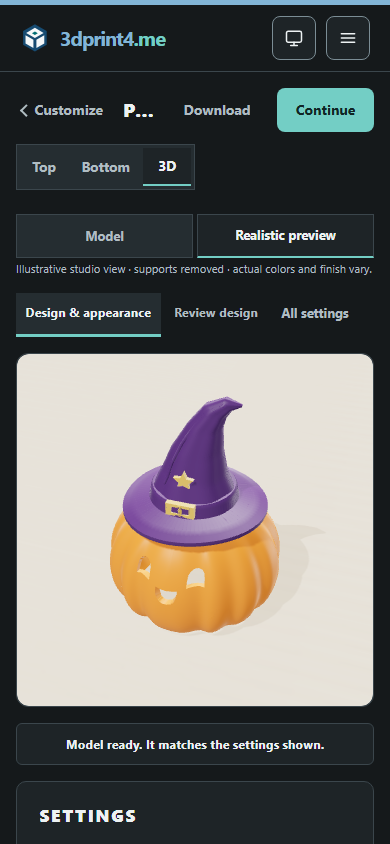 3dprint4.me
Customize P... Download Continue
Top Bottom 3D
Model Realistic preview
Illustrative studio view · supports removed · actual colors and finish vary.
Design & appearance Review design All settings
Model ready. It matches the settings shown.
SETTINGS